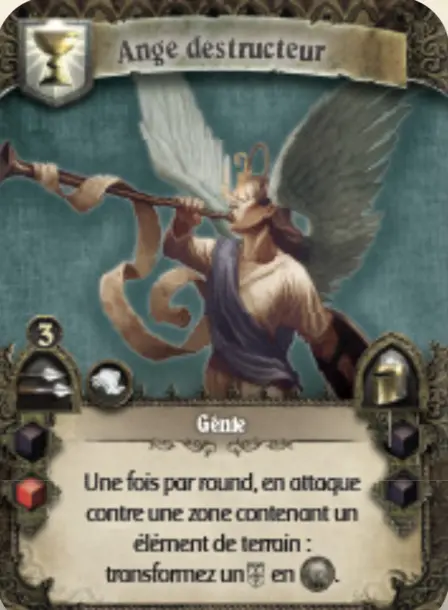 Ange destructeur
3
Génie
Une fois par round, en attaque
contre une zone contenant un
élément de terrain :
transformez un en .